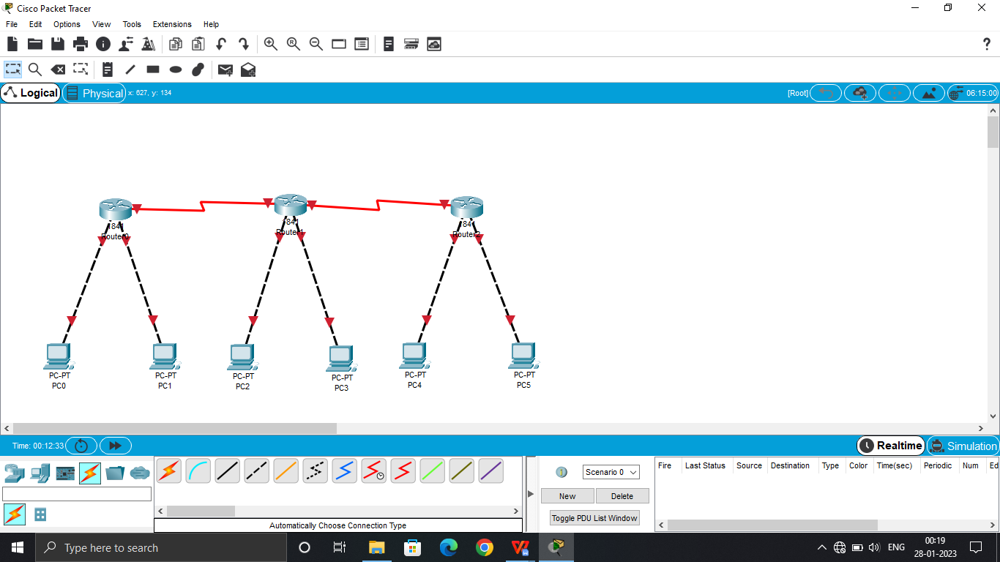 Cisco Packet Tracer
File Edit Options View Tools Extensions Help
Logical Physical x: 627, y: 134 [Root] 06:15:00
1841 1841 1841
Router0 Router1 Router2
PC-PT PC-PT PC-PT PC-PT PC-PT PC-PT
PC0 PC1 PC2 PC3 PC4 PC5
Time: 00:12:33 Realtime Simulation
Scenario 0 Fire Last Status Source Destination Type Color Time(sec) Periodic Num Ed
New Delete
Toggle PDU List Window
Automatically Choose Connection Type
Type here to search ENG 00:19
28-01-2023